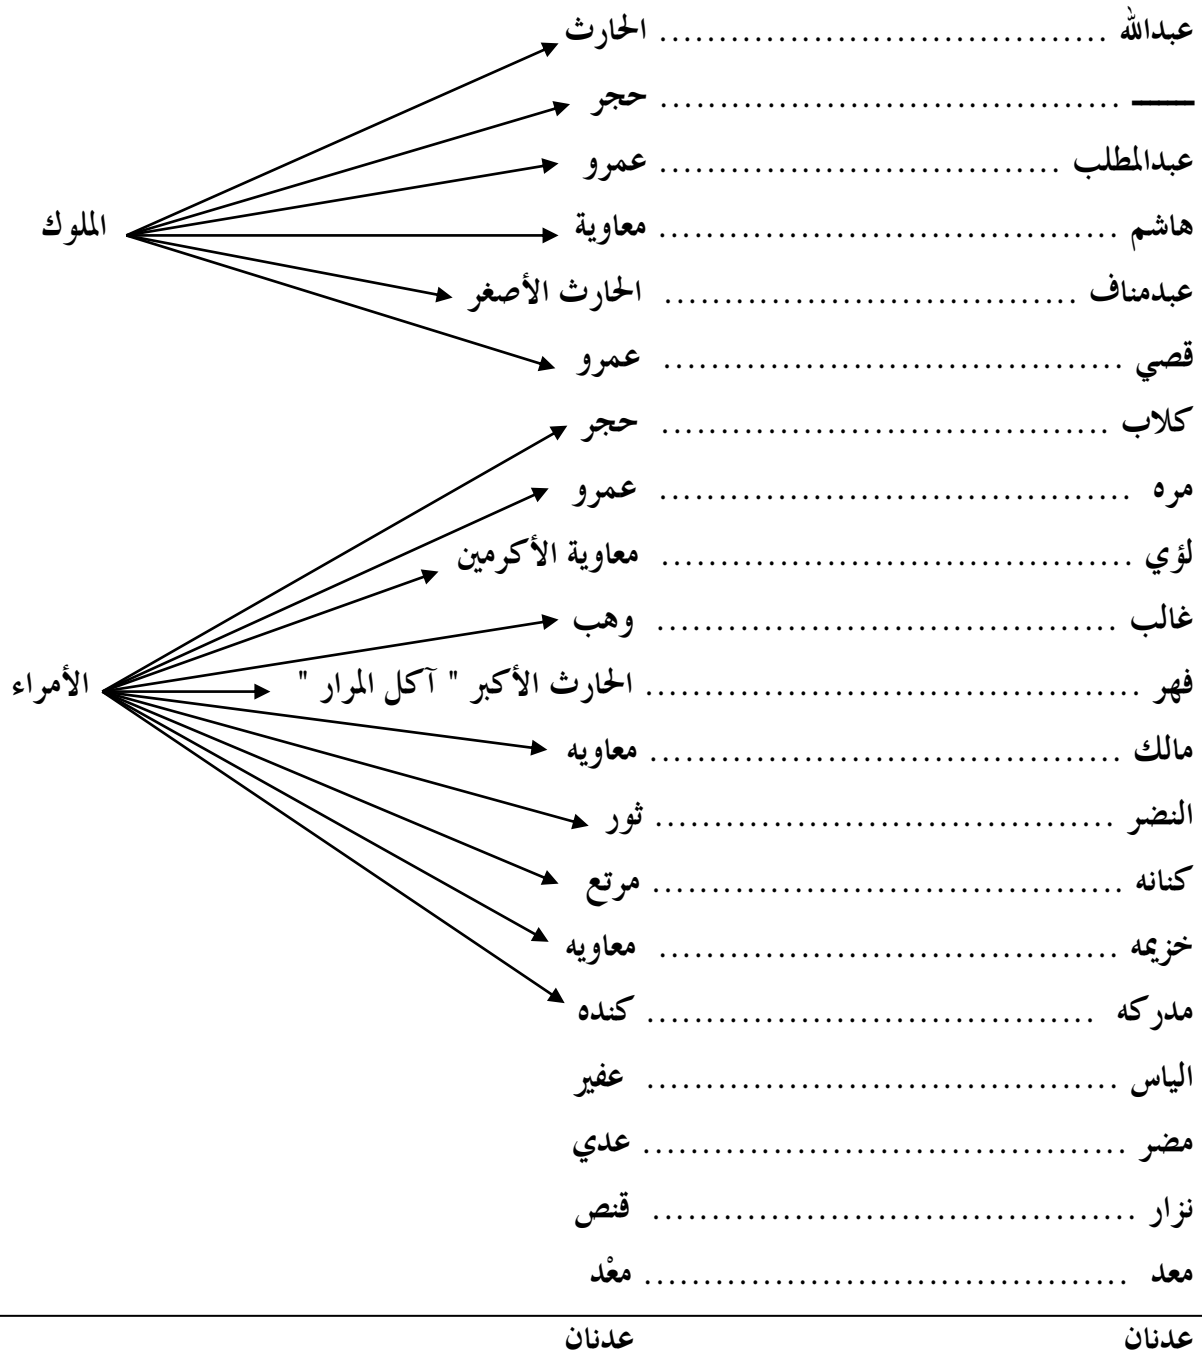 عبدالله ..................................... الحارث
ـــــــ ..................................... حجر
عبدالمطلب ................................. عمرو
هاشم ..................................... معاوية الملوك
عبدمناف ................................. الحارث الأصغر
قصي ..................................... عمرو
كلاب ..................................... حجر
مره ..................................... عمرو
لؤي ..................................... معاوية الأكرمين
غالب ..................................... وهب
فهر ..................................... الحارث الأكبر " آكل المرار " الأمراء
مالك ..................................... معاويه
النضر ..................................... ثور
كنانه ..................................... مرتع
خزيمه ..................................... معاويه
مدركه ..................................... كنده
الياس ..................................... عفير
مضر ..................................... عدي
نزار ..................................... قنص
معد ..................................... معْد
عدنان عدنان